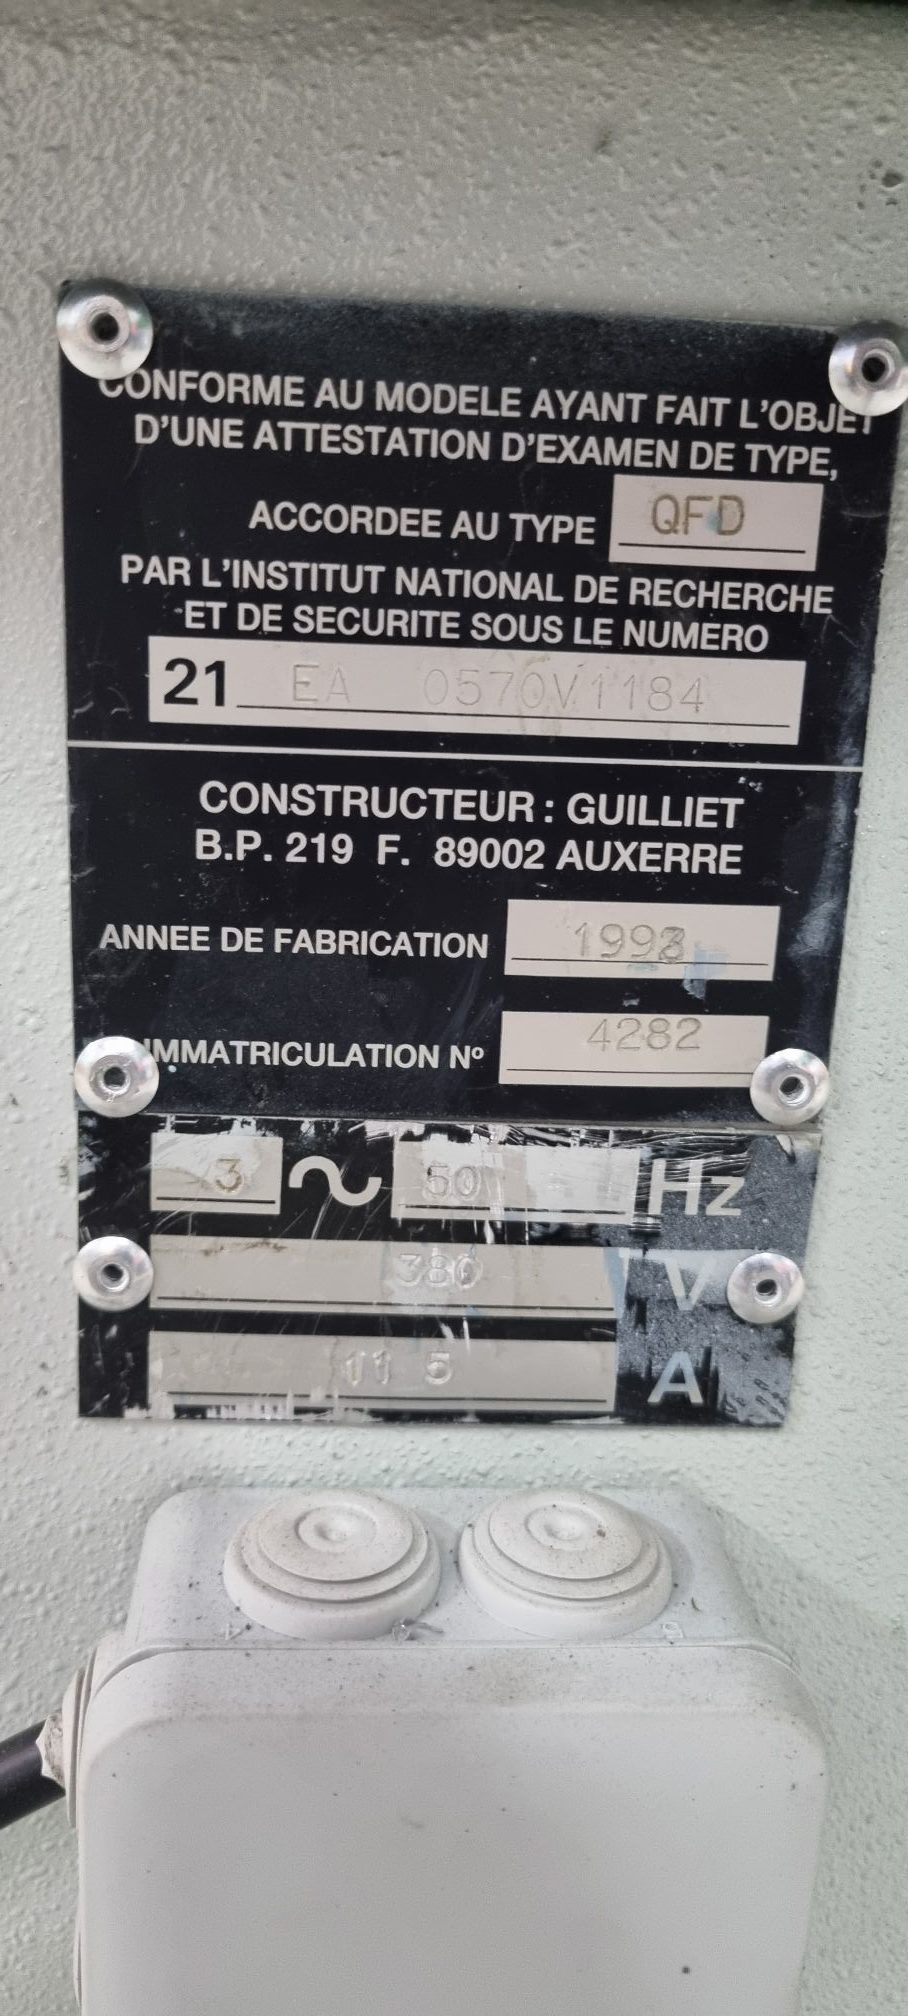 CONFORME AU MODELE AYANT FAIT L'OBJET
D'UNE ATTESTATION D'EXAMEN DE TYPE,
ACCORDEE AU TYPE QFD
PAR L'INSTITUT NATIONAL DE RECHERCHE
ET DE SECURITE SOUS LE NUMERO
21 EA 0570V1184
CONSTRUCTEUR : GUILLIET
B.P. 219 F. 89002 AUXERRE
ANNEE DE FABRICATION
IMMATRICULATION Nº 4282
3 ~ 50 Hz
380 V
11 5 A